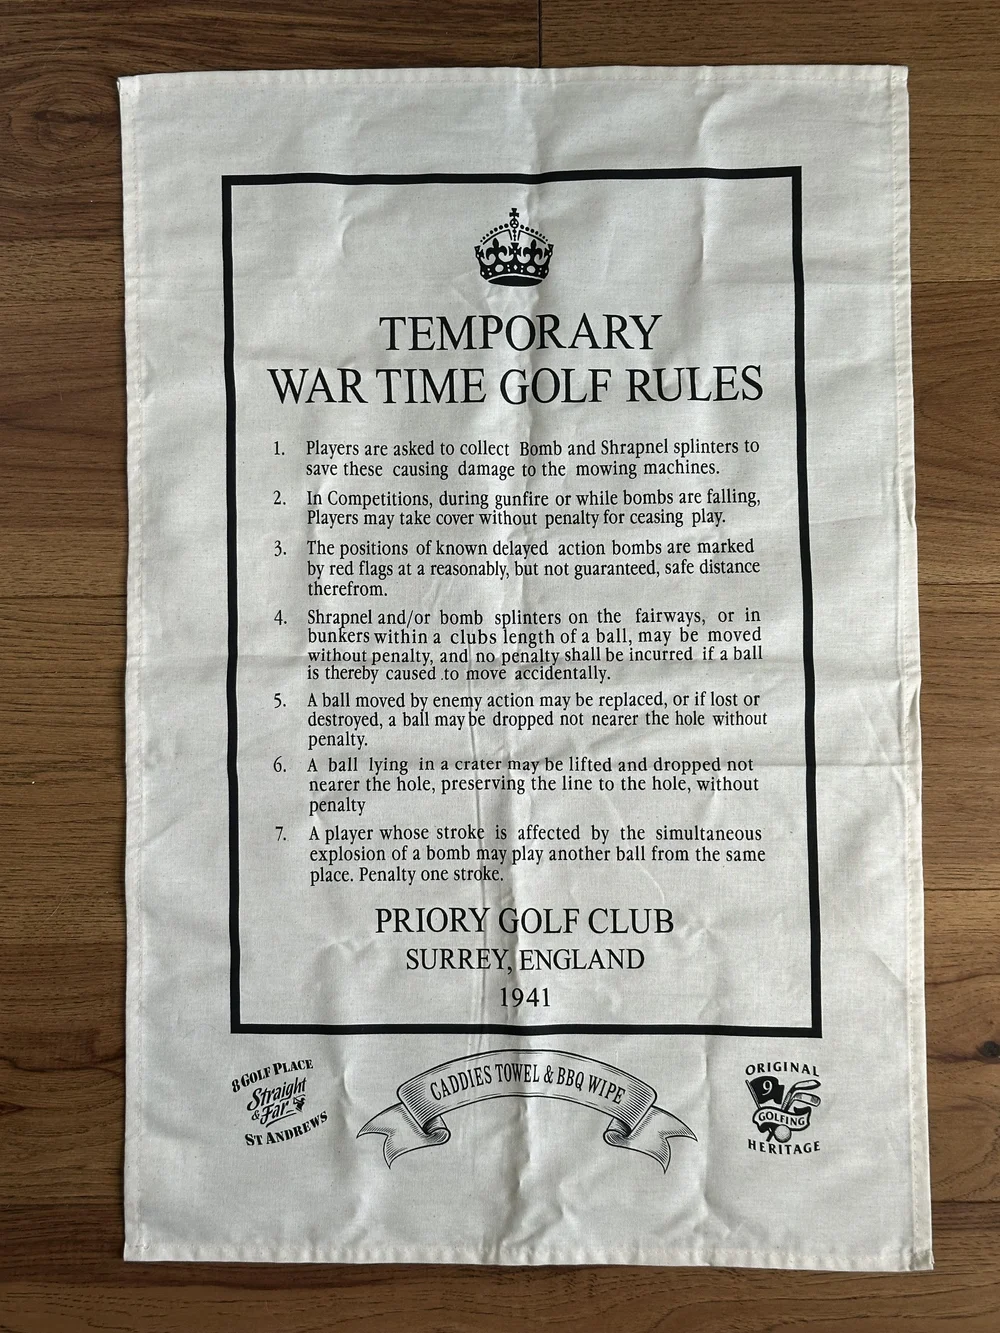 TEMPORARY
WAR TIME GOLF RULES
1. Players are asked to collect Bomb and Shrapnel splinters to
save these causing damage to the mowing machines.
2. In Competitions, during gunfire or while bombs are falling,
Players may take cover without penalty for ceasing play.
3. The positions of known delayed action bombs are marked
by red flags at a reasonably, but not guaranteed, safe distance
therefrom.
4. Shrapnel and/or bomb splinters on the fairways, or in
bunkers within a clubs length of a ball, may be moved
without penalty, and no penalty shall be incurred if a ball
is thereby caused .to move accidentally.
5. A ball moved by enemy action may be replaced, or if lost or
destroyed, a ball may be dropped not nearer the hole without
penalty.
6. A ball lying in a crater may be lifted and dropped not
nearer the hole, preserving the line to the hole, without
penalty
7. A player whose stroke is affected by the simultaneous
explosion of a bomb may play another ball from the same
place. Penalty one stroke.
PRIORY GOLF CLUB
SURREY, ENGLAND
1941
8 GOLF PLACE
Straight
& Far
ST ANDREWS
CADDIES TOWEL & BBQ WIPE
ORIGINAL
9
GOLFING
HERITAGE